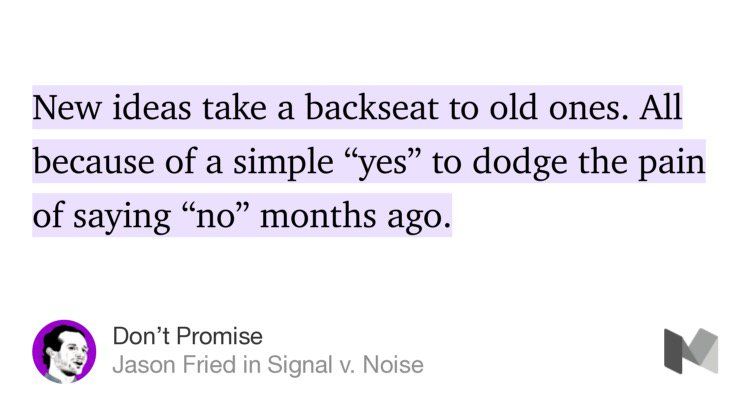 New ideas take a backseat to old ones. All
because of a simple “yes” to dodge the pain
of saying “no” months ago.
Don’t Promise
Jason Fried in Signal v. Noise